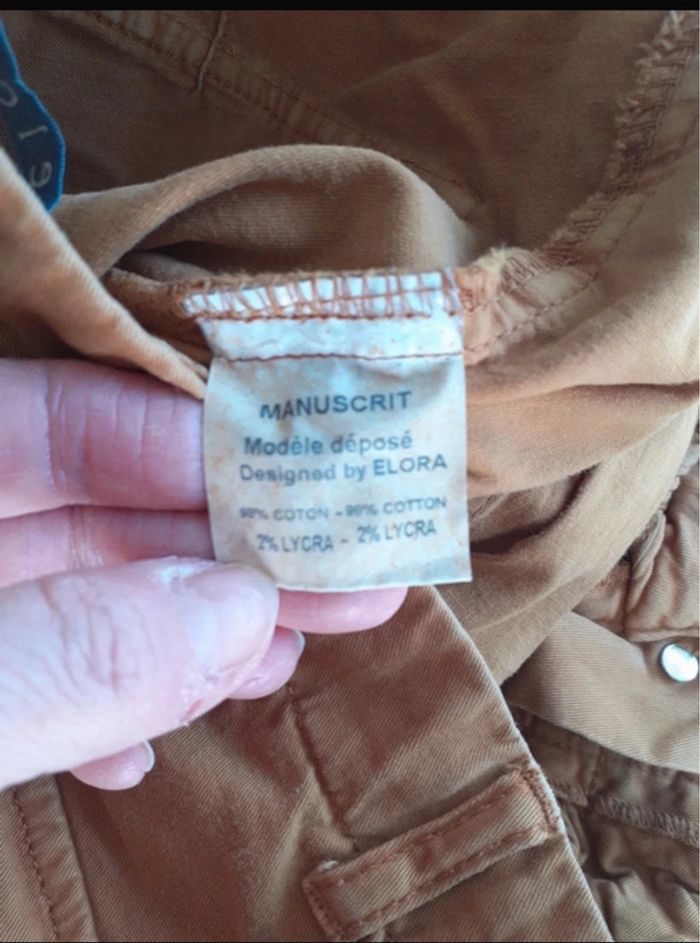 MANUSCRIT
Modèle déposé
Designed by ELORA
98% COTON - 98% COTTON
2% LYCRA - 2% LYCRA